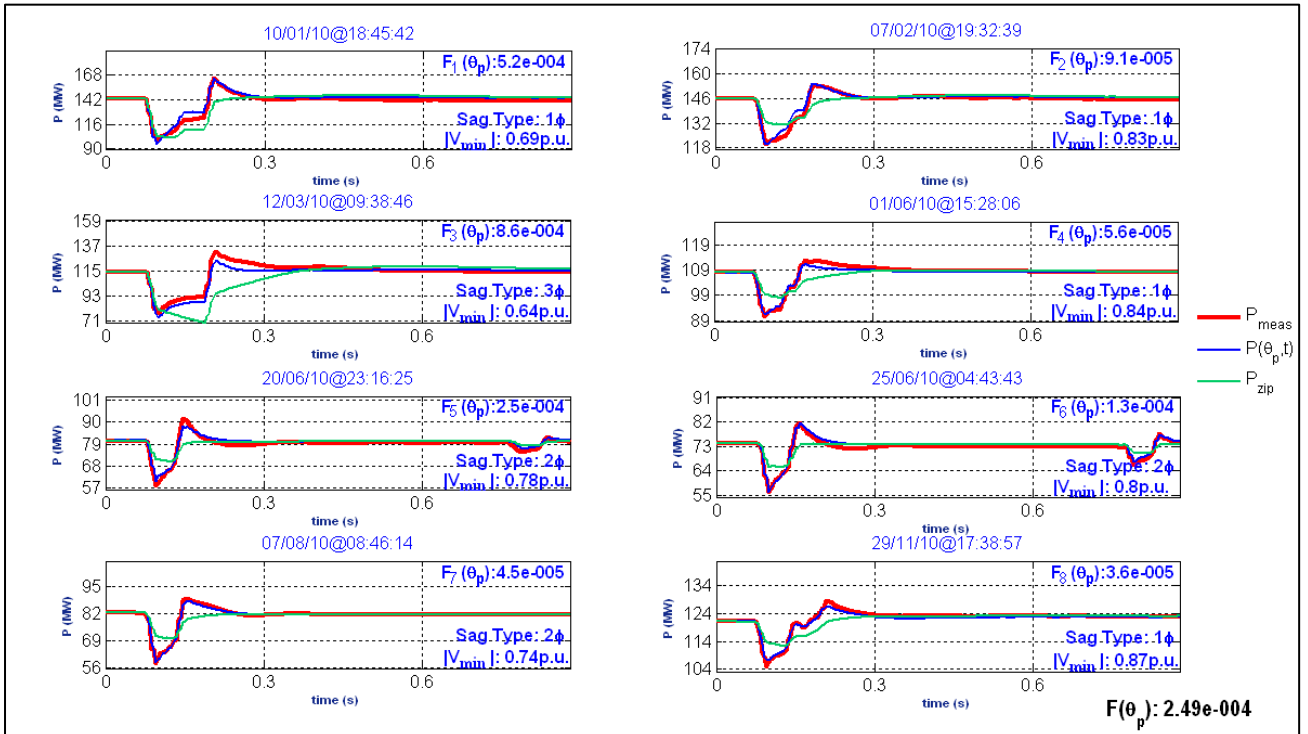 10/01/10@18:45:42
P (MW)
168
142
116
90
F1(θp):5.2e-004
Sag.Type: 1ϕ
|Vmin|: 0.69p.u.
0
0.3
0.6
time (s)
07/02/10@19:32:39
P (MW)
174
160
146
132
118
F2(θp):9.1e-005
Sag.Type: 1ϕ
|Vmin|: 0.83p.u.
0
0.3
0.6
time (s)
12/03/10@09:38:46
P (MW)
159
137
115
93
71
F3(θp):8.6e-004
Sag.Type: 3ϕ
|Vmin|: 0.64p.u.
0
0.3
0.6
time (s)
01/06/10@15:28:06
P (MW)
119
109
99
89
F4(θp):5.6e-005
Sag.Type: 1ϕ
|Vmin|: 0.84p.u.
0
0.3
0.6
time (s)
Pmeas
P(θp,t)
Pzip
20/06/10@23:16:25
P (MW)
101
90
79
68
57
F5(θp):2.5e-004
Sag.Type: 2ϕ
|Vmin|: 0.78p.u.
0
0.3
0.6
time (s)
25/06/10@04:43:43
P (MW)
91
82
73
64
55
F6(θp):1.3e-004
Sag.Type: 2ϕ
|Vmin|: 0.8p.u.
0
0.3
0.6
time (s)
07/08/10@08:46:14
P (MW)
95
82
69
56
F7(θp):4.5e-005
Sag.Type: 2ϕ
|Vmin|: 0.74p.u.
0
0.3
0.6
time (s)
29/11/10@17:38:57
P (MW)
134
124
114
104
F8(θp):3.6e-005
Sag.Type: 1ϕ
|Vmin|: 0.87p.u.
0
0.3
0.6
time (s)
F(θp): 2.49e-004